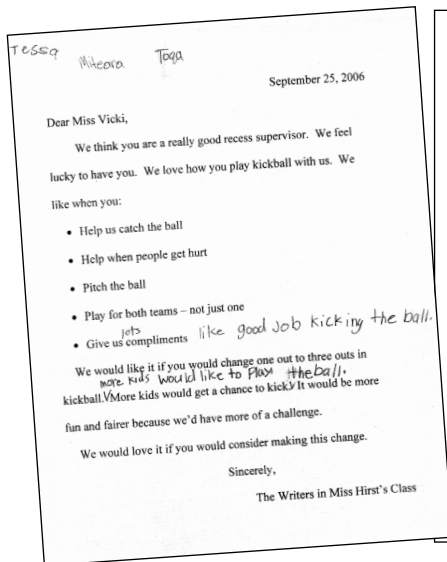 Tessa Miteora Toga
September 25, 2006
Dear Miss Vicki,
We think you are a really good recess supervisor. We feel
lucky to have you. We love how you play kickball with us. We
like when you:
• Help us catch the ball
• Help when people get hurt
• Pitch the ball
• Play for both teams – not just one
lots
• Give us compliments like good job kicking the ball.
We would like it if you would change one out to three outs in
more kids would like to play the ball.
kickball. √More kids would get a chance to kick.√ It would be more
fun and fairer because we'd have more of a challenge.
We would love it if you would consider making this change.
Sincerely,
The Writers in Miss Hirst's Class